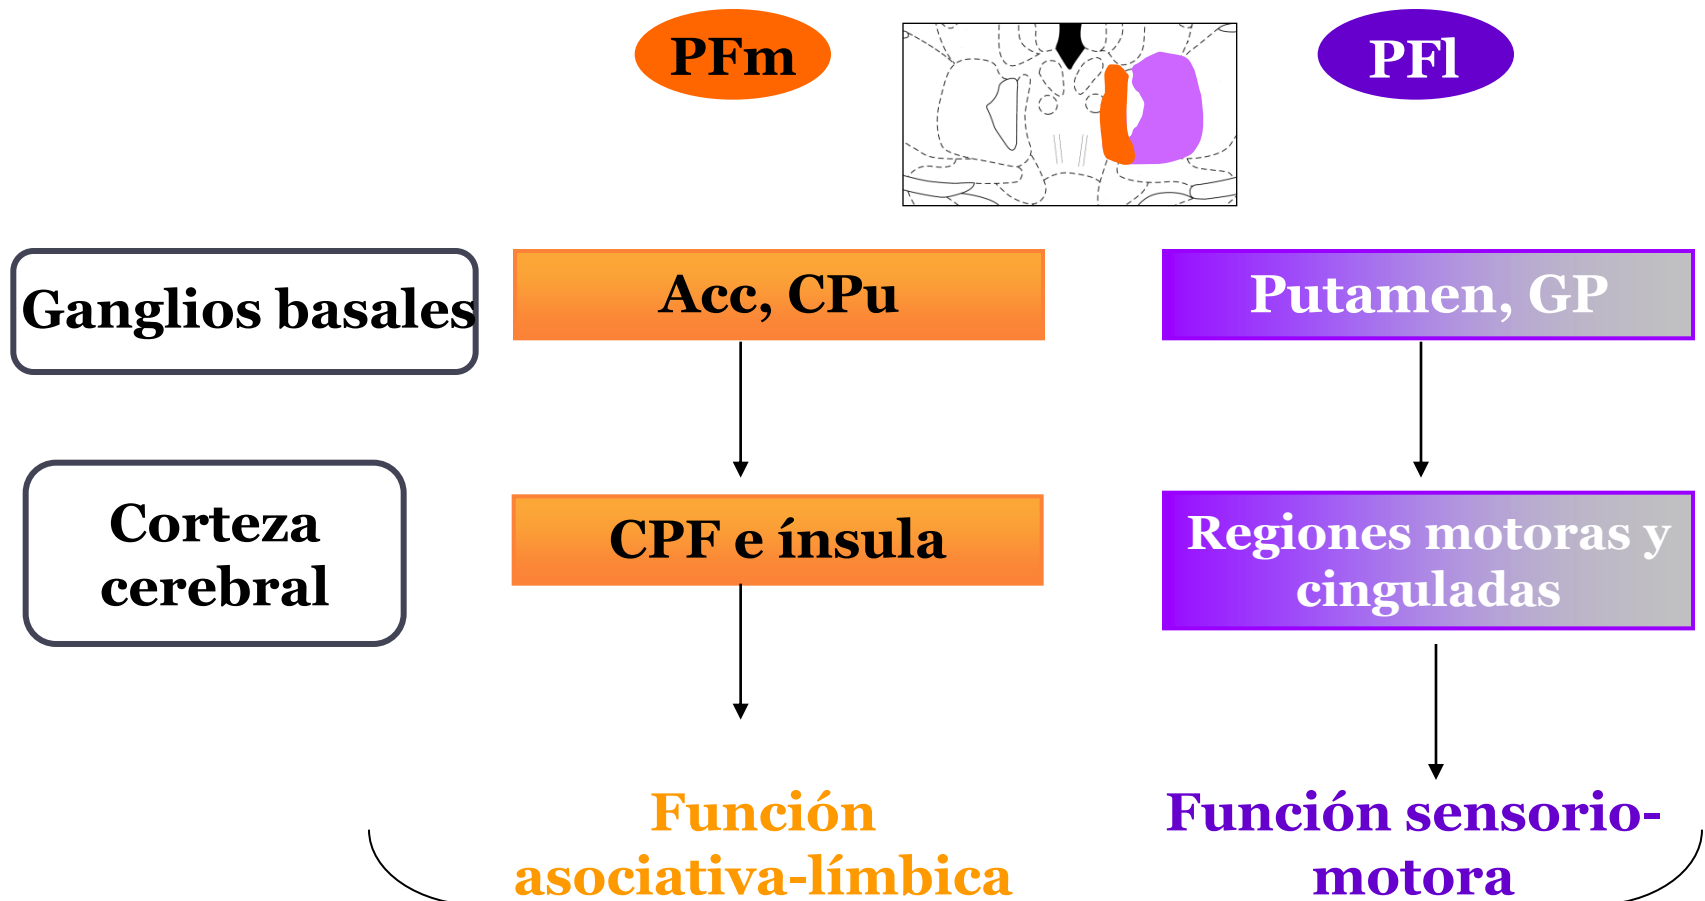 PFm
PFl
Ganglios basales
Acc, CPu
Putamen, GP
Corteza
cerebral
CPF e ínsula
Regiones motoras y
cinguladas
Función
asociativa-límbica
Función sensorio-
motora